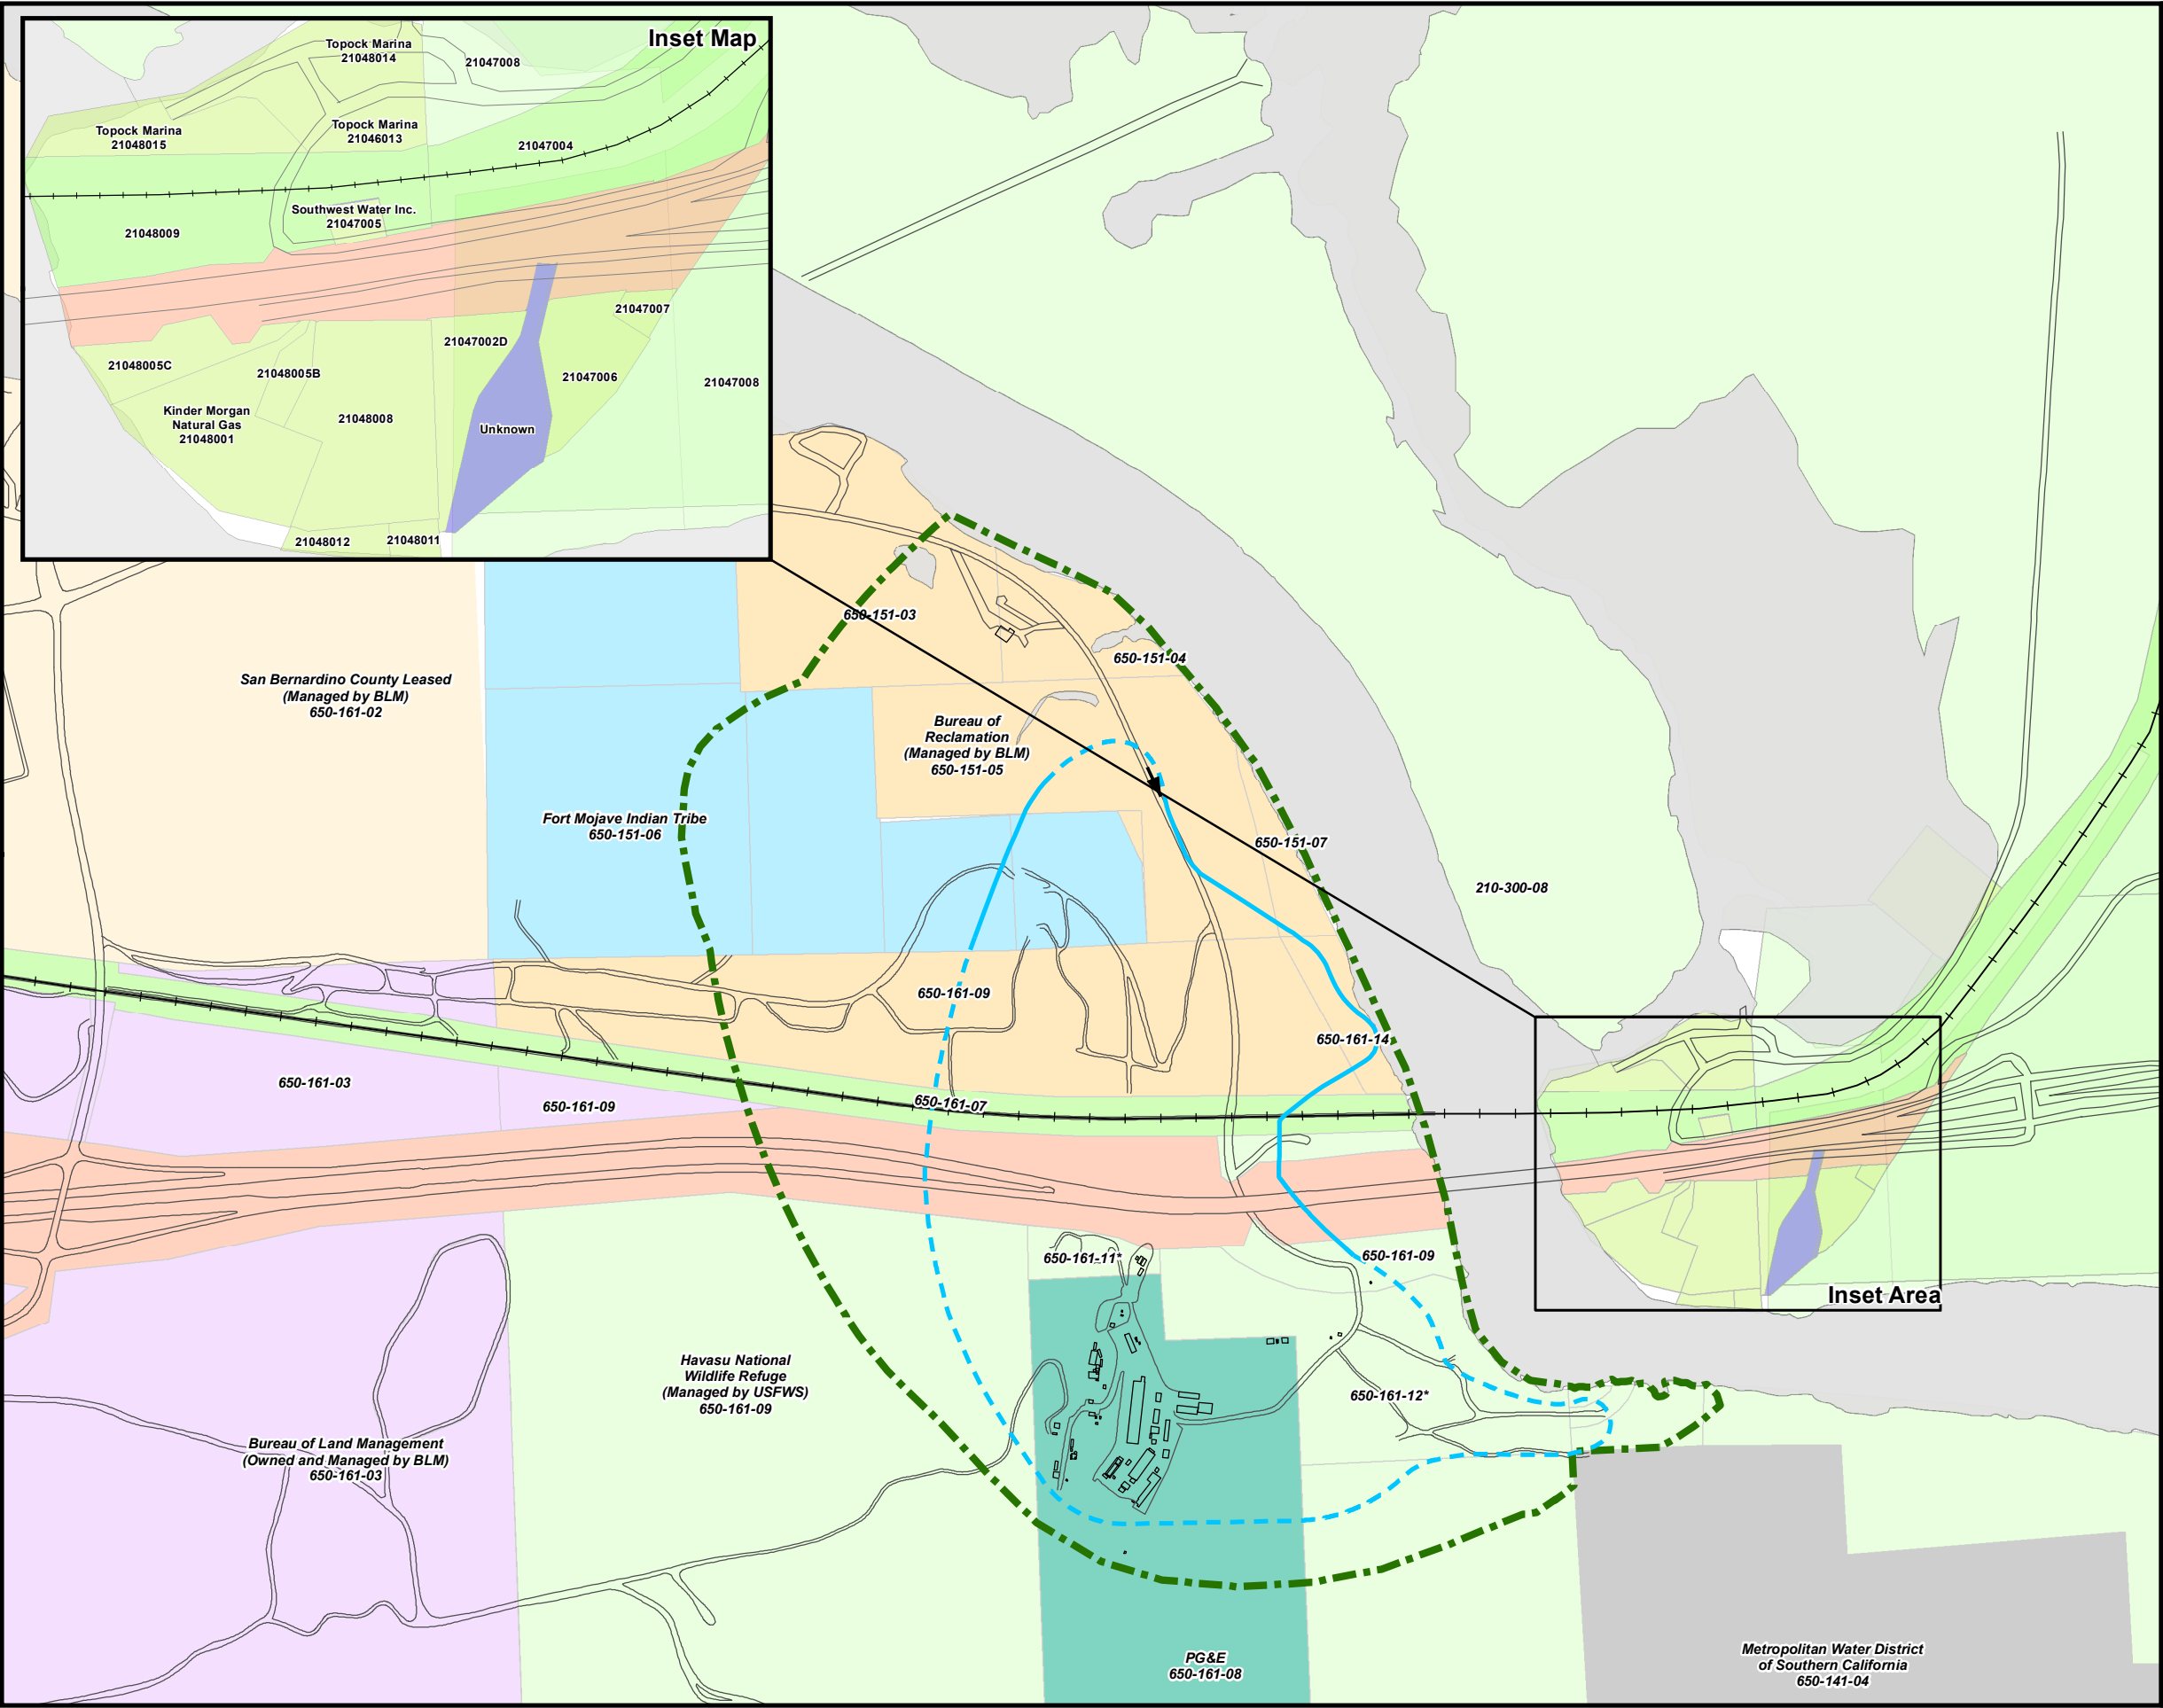 Inset Map
Topock Marina
21048014
21047008
Topock Marina
21048015
Topock Marina
21046013
21047004
Southwest Water Inc.
21047005
21048009
21047007
21047002D
21048005C
21048005B
21047006
21047008
Kinder Morgan
Natural Gas
21048001
21048008
Unknown
21048012
21048011
650-151-03
650-151-04
San Bernardino County Leased
(Managed by BLM)
650-161-02
Bureau of
Reclamation
(Managed by BLM)
650-151-05
Fort Mojave Indian Tribe
650-151-06
650-151-07
210-300-08
650-161-09
650-161-14
650-161-03
650-161-09
650-161-07
650-161-11*
650-161-09
Inset Area
Havasu National
Wildlife Refuge
(Managed by USFWS)
650-161-09
650-161-12*
Bureau of Land Management
(Owned and Managed by BLM)
650-161-03
PG&E
650-161-08
Metropolitan Water District
of Southern California
650-141-04